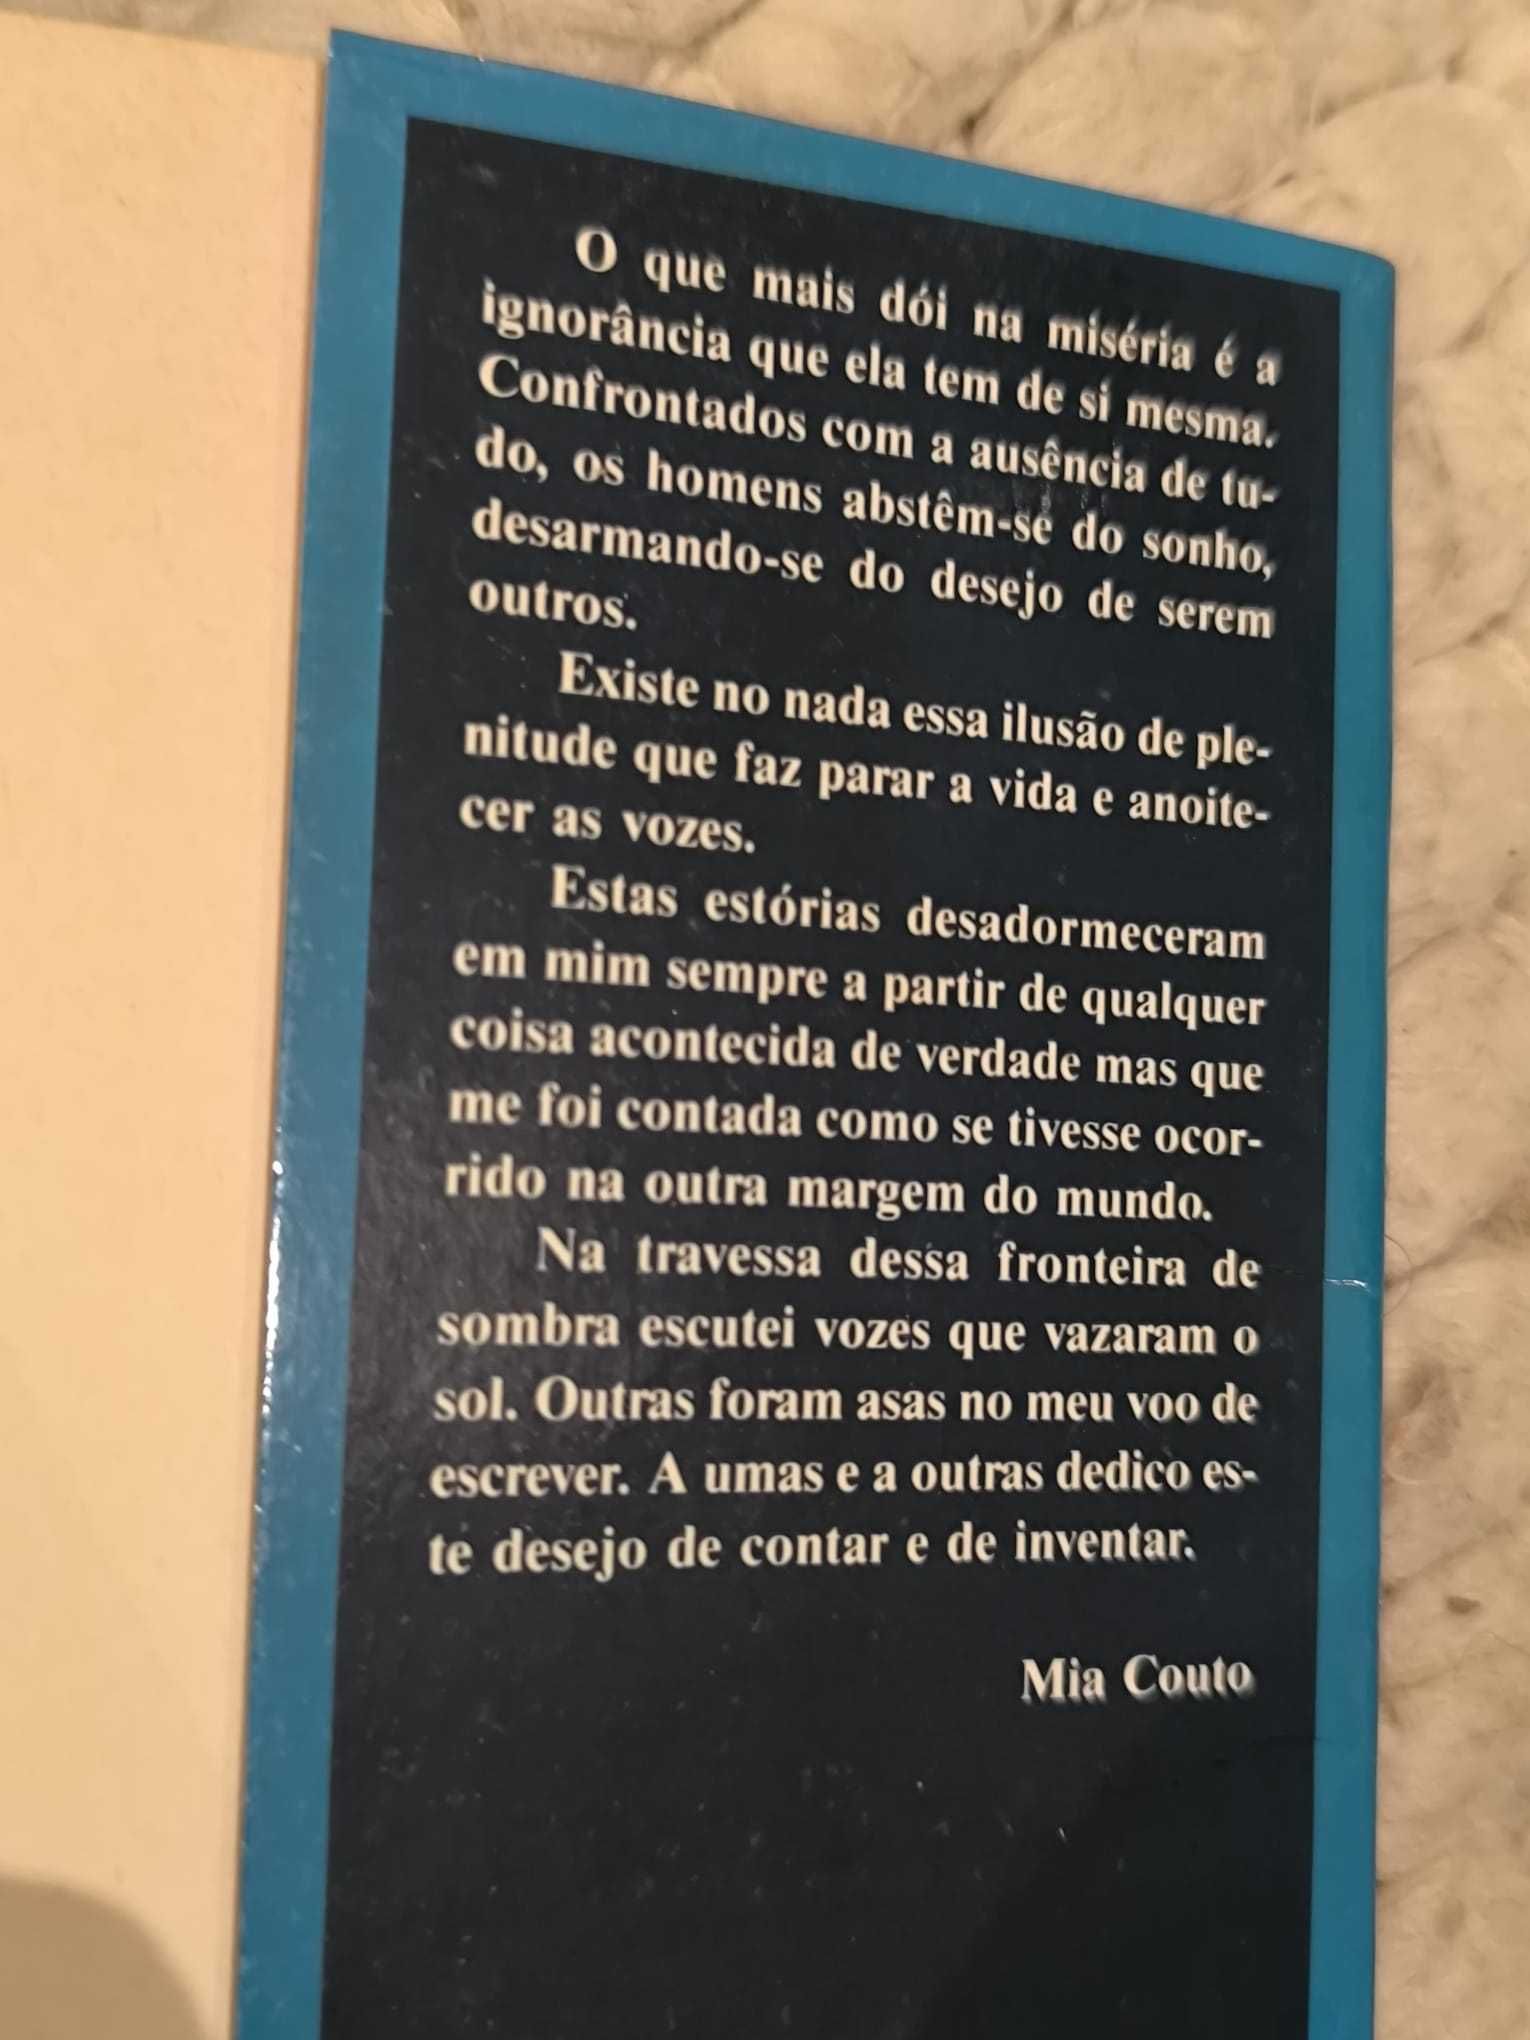 O que mais dói na miséria é a
ignorância que ela tem de si mesma.
Confrontados com a ausência de tu-
do, os homens abstêm-se do sonho,
desarmando-se do desejo de serem
outros.
Existe no nada essa ilusão de ple-
nitude que faz parar a vida e anoite-
cer as vozes.
Estas estórias desadormeceram
em mim sempre a partir de qualquer
coisa acontecida de verdade mas que
me foi contada como se tivesse ocor-
rido na outra margem do mundo.
Na travessa dessa fronteira de
sombra escutei vozes que vazaram o
sol. Outras foram asas no meu voo de
escrever. A umas e a outras dedico es-
te desejo de contar e de inventar.
Mia Couto